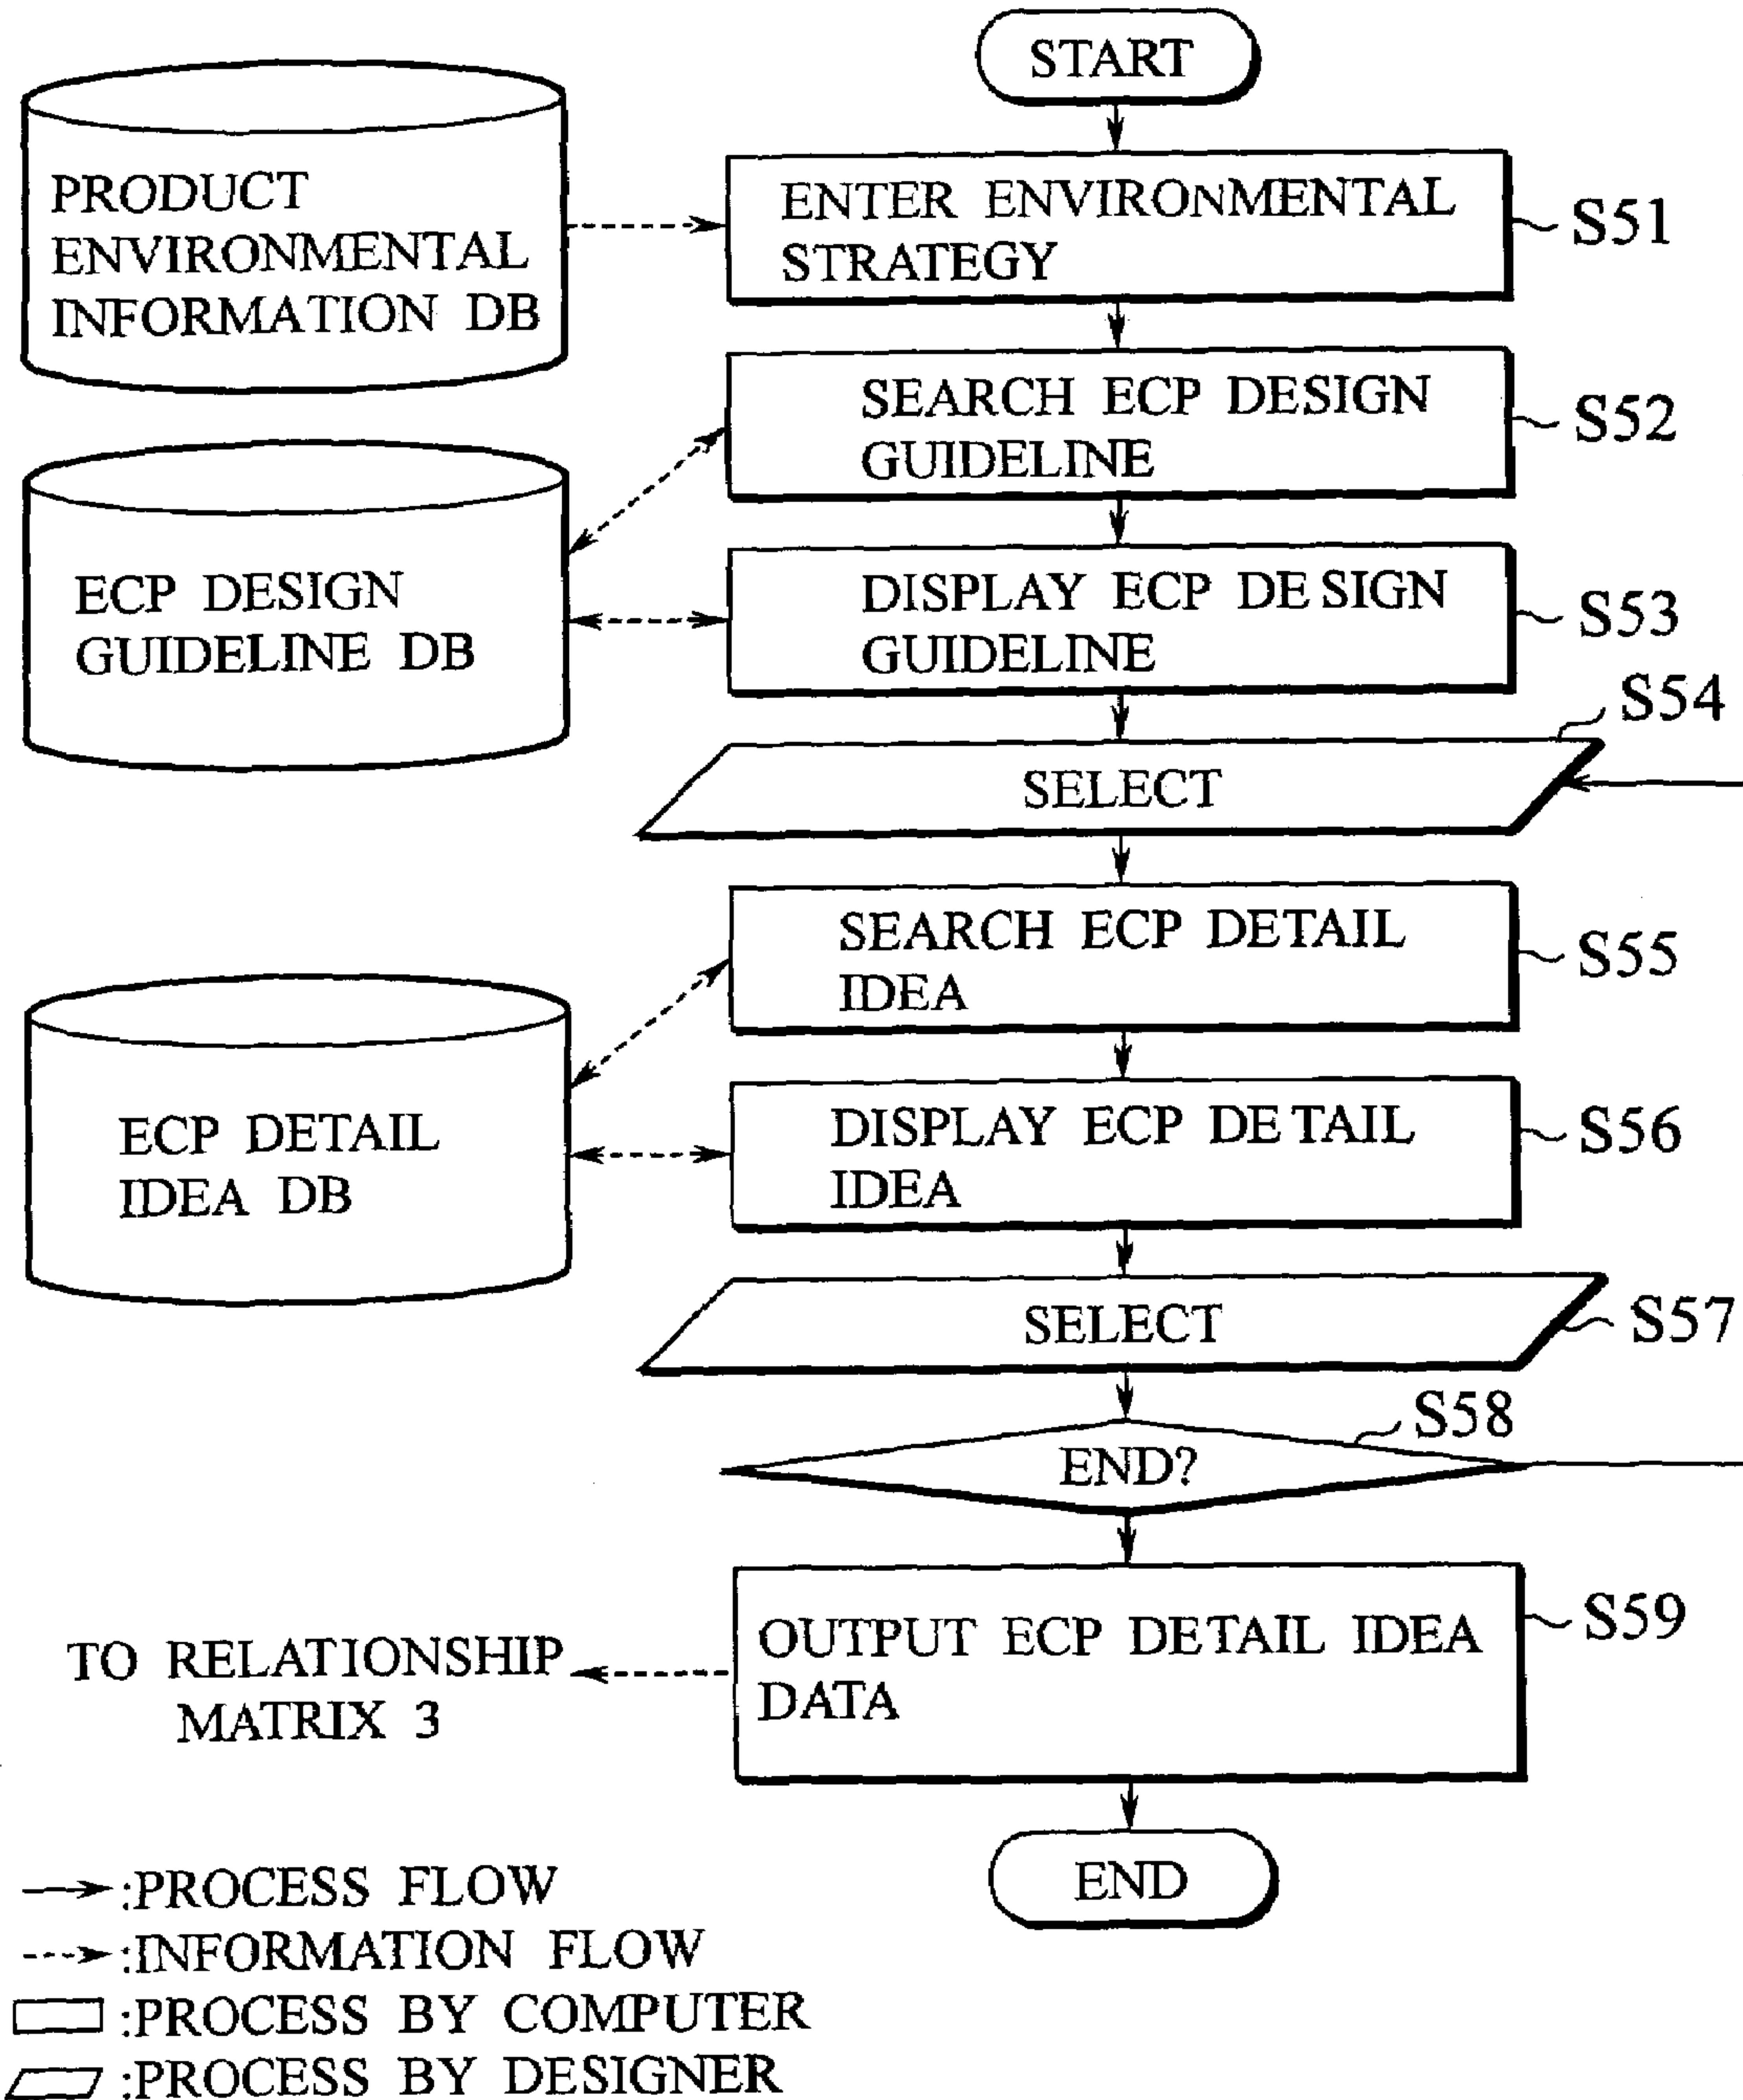 START
PRODUCT
ENVIRONMENTAL
INFORMATION DB
ENTER ENVIRONMENTAL
STRATEGY
S51
SEARCH ECP DESIGN
GUIDELINE
S52
ECP DESIGN
GUIDELINE DB
DISPLAY ECP DESIGN
GUIDELINE
S53
S54
SELECT
SEARCH ECP DETAIL
IDEA
S55
ECP DETAIL
IDEA DB
DISPLAY ECP DETAIL
IDEA
S56
SELECT
S57
S58
END?
OUTPUT ECP DETAIL IDEA
DATA
S59
TO RELATIONSHIP
MATRIX 3
END
:PROCESS FLOW
:INFORMATION FLOW
:PROCESS BY COMPUTER
:PROCESS BY DESIGNER